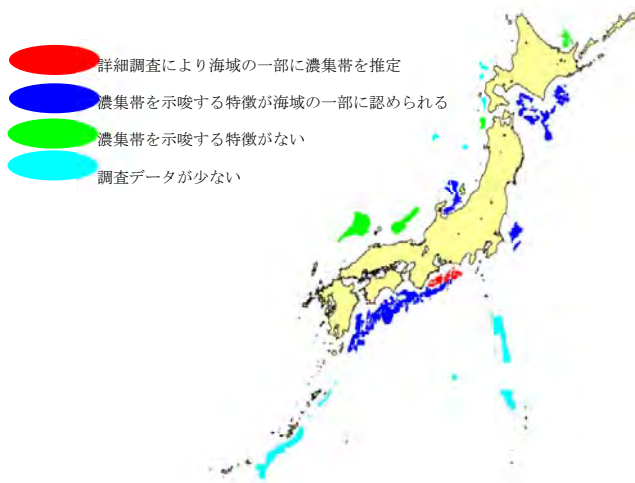 詳細調査により海域の一部に濃集帯を推定
濃集帯を示唆する特徴が海域の一部に認められる
濃集帯を示唆する特徴がない
調査データが少ない